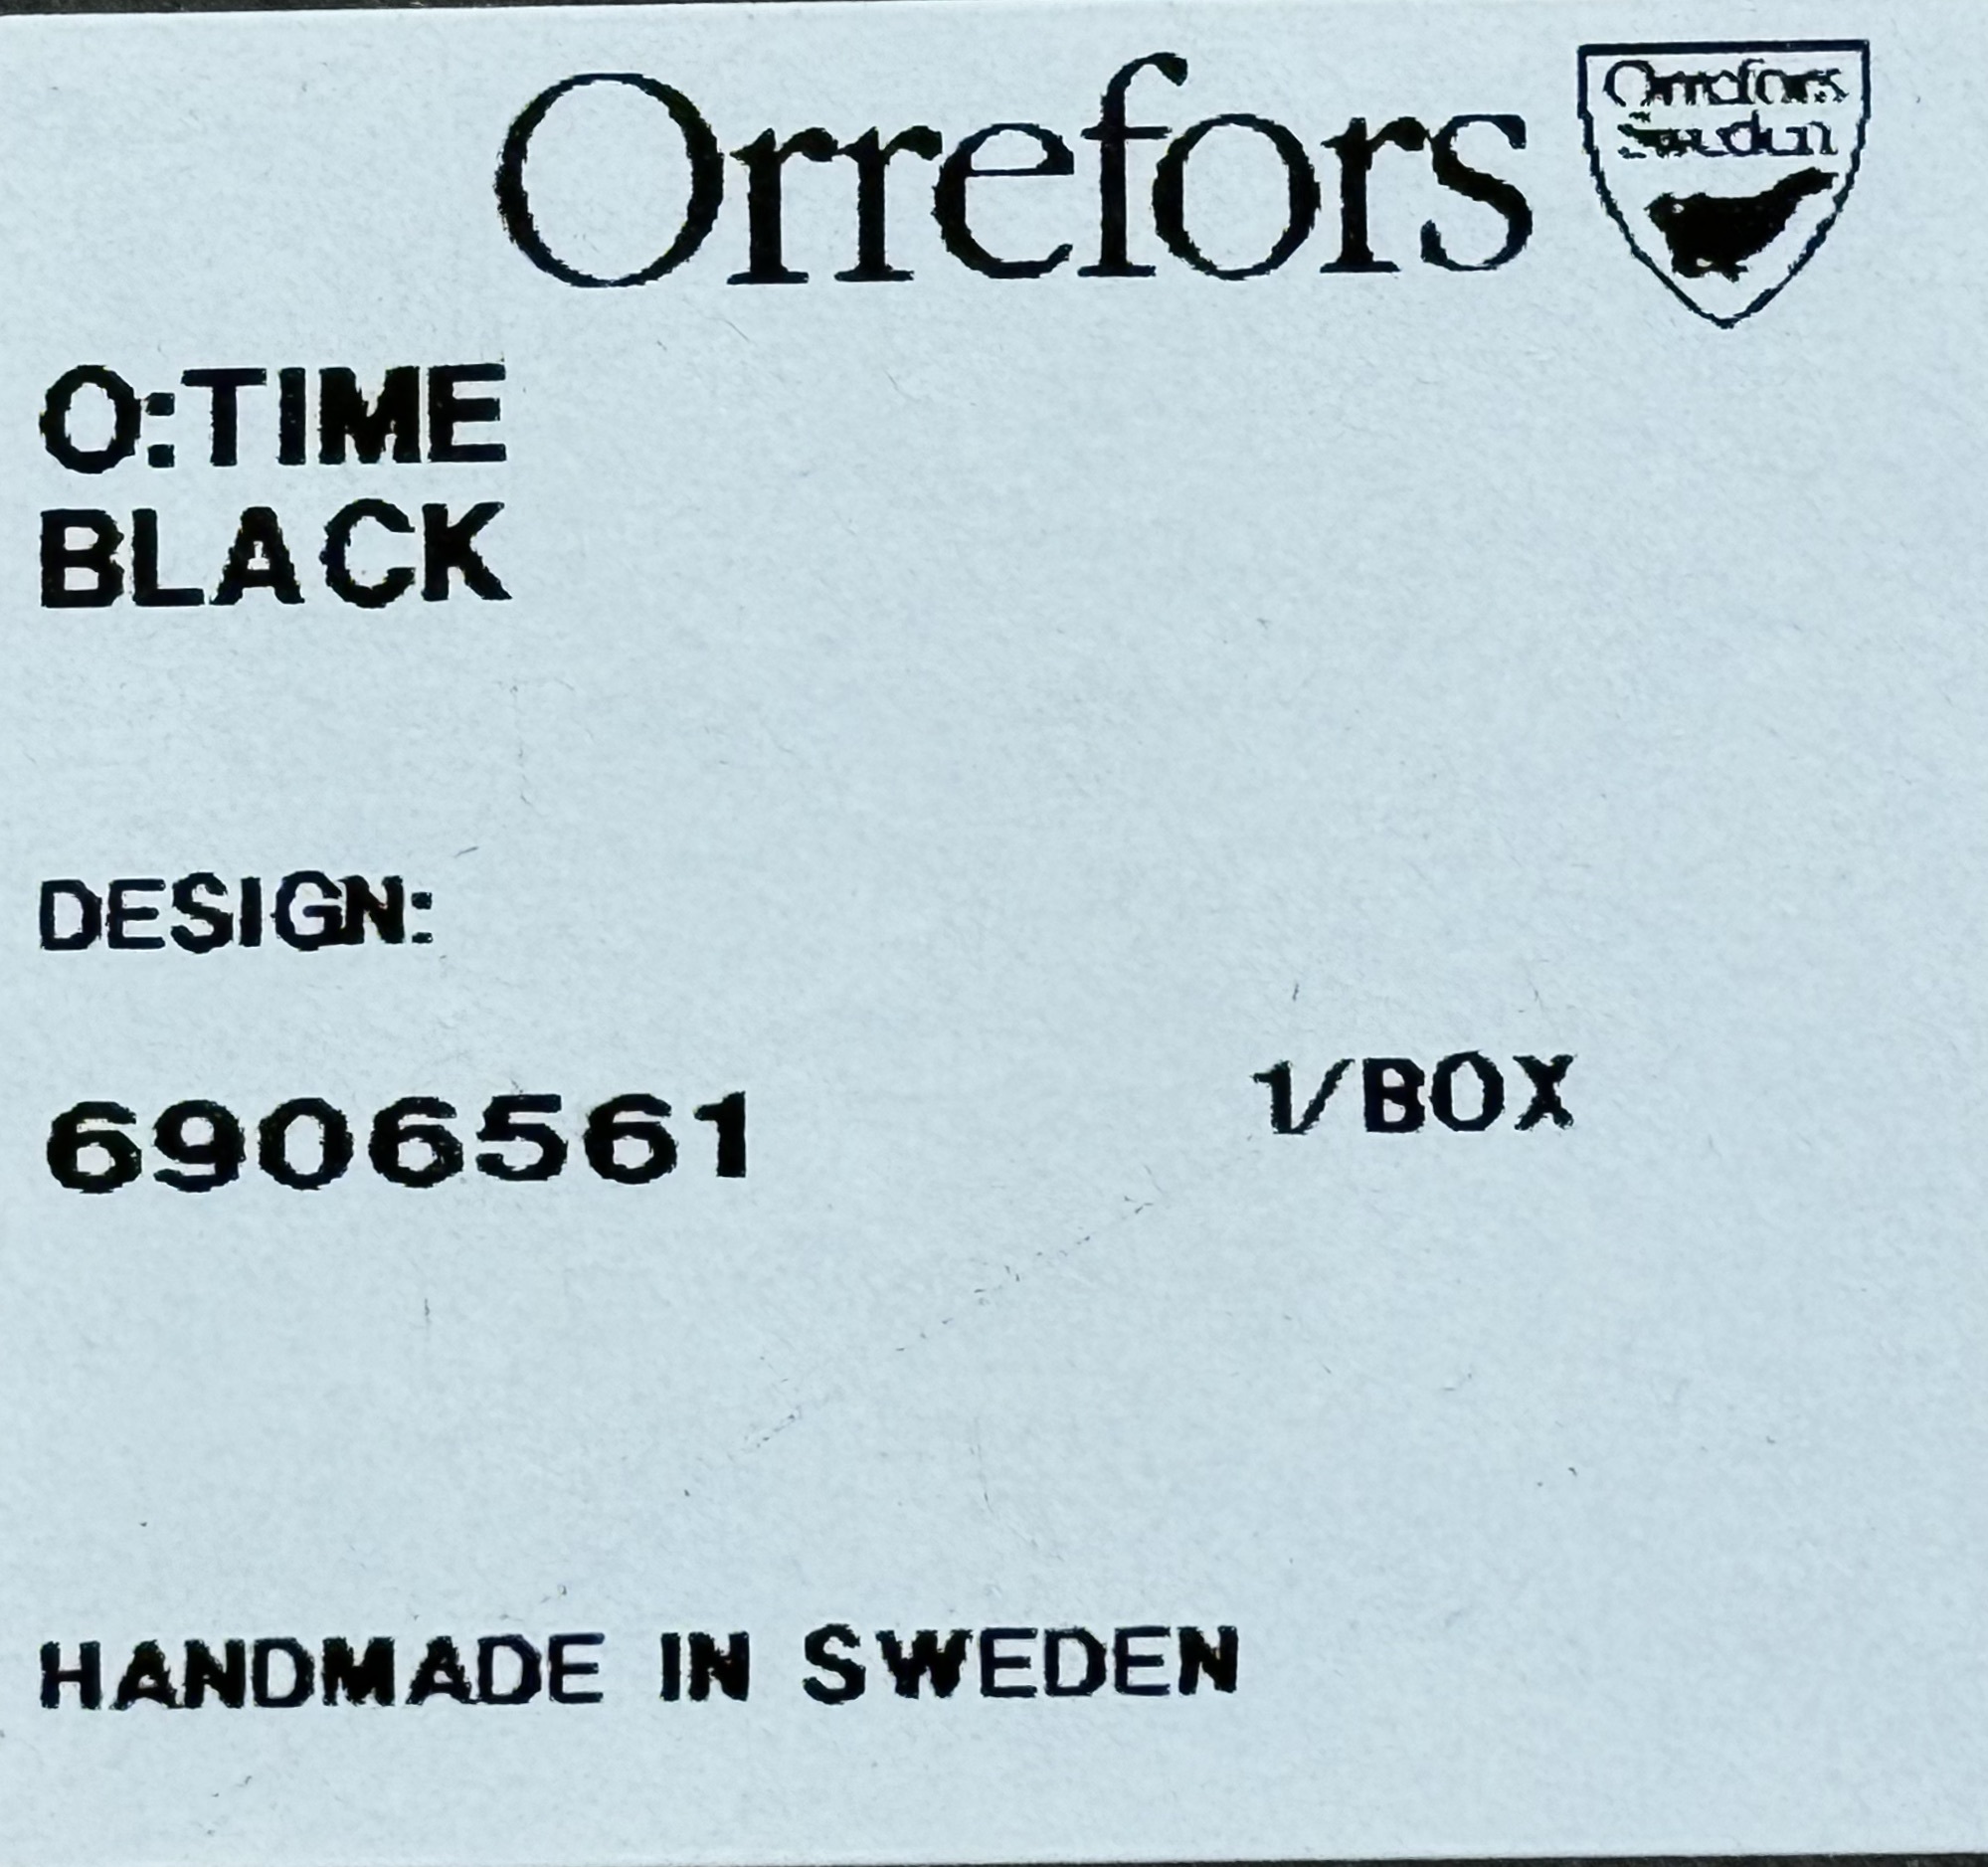 Orrefors
Orrefors
Sweden
O:TIME
BLACK
DESIGN:
6906561
1/BOX
HANDMADE IN SWEDEN